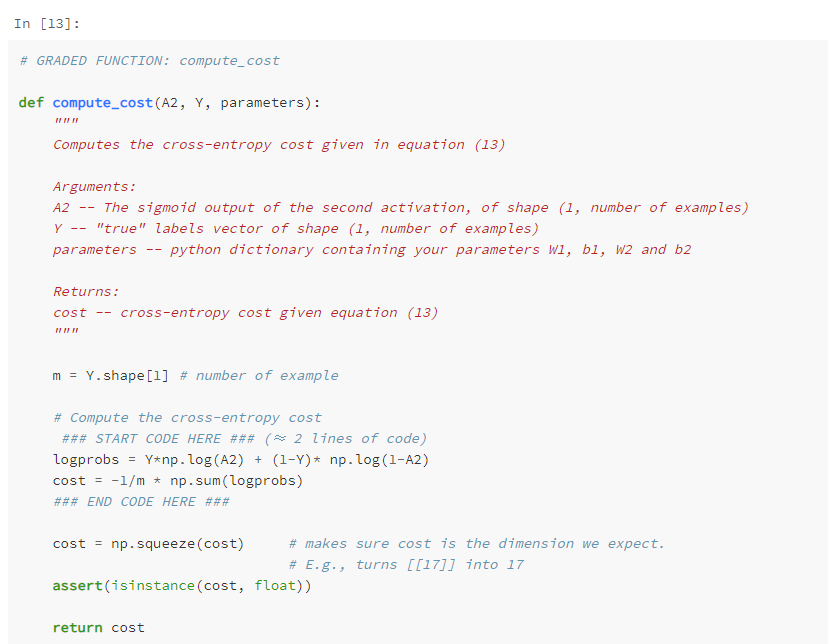 In [13]:
# GRADED FUNCTION: compute_cost
def compute_cost(A2, Y, parameters):
"""
Computes the cross-entropy cost given in equation (13)
Arguments:
A2 -- The sigmoid output of the second activation, of shape (1, number of examples)
Y -- "true" labels vector of shape (1, number of examples)
parameters -- python dictionary containing your parameters W1, b1, W2 and b2
Returns:
cost -- cross-entropy cost given equation (13)
"""
m = Y.shape[1] # number of example
# Compute the cross-entropy cost
### START CODE HERE ### (≈ 2 lines of code)
logprobs = Y*np.log(A2) + (1-Y)* np.log(1-A2)
cost = -1/m * np.sum(logprobs)
### END CODE HERE ###
cost = np.squeeze(cost)     # makes sure cost is the dimension we expect.
# E.g., turns [[17]] into 17
assert(isinstance(cost, float))
return cost